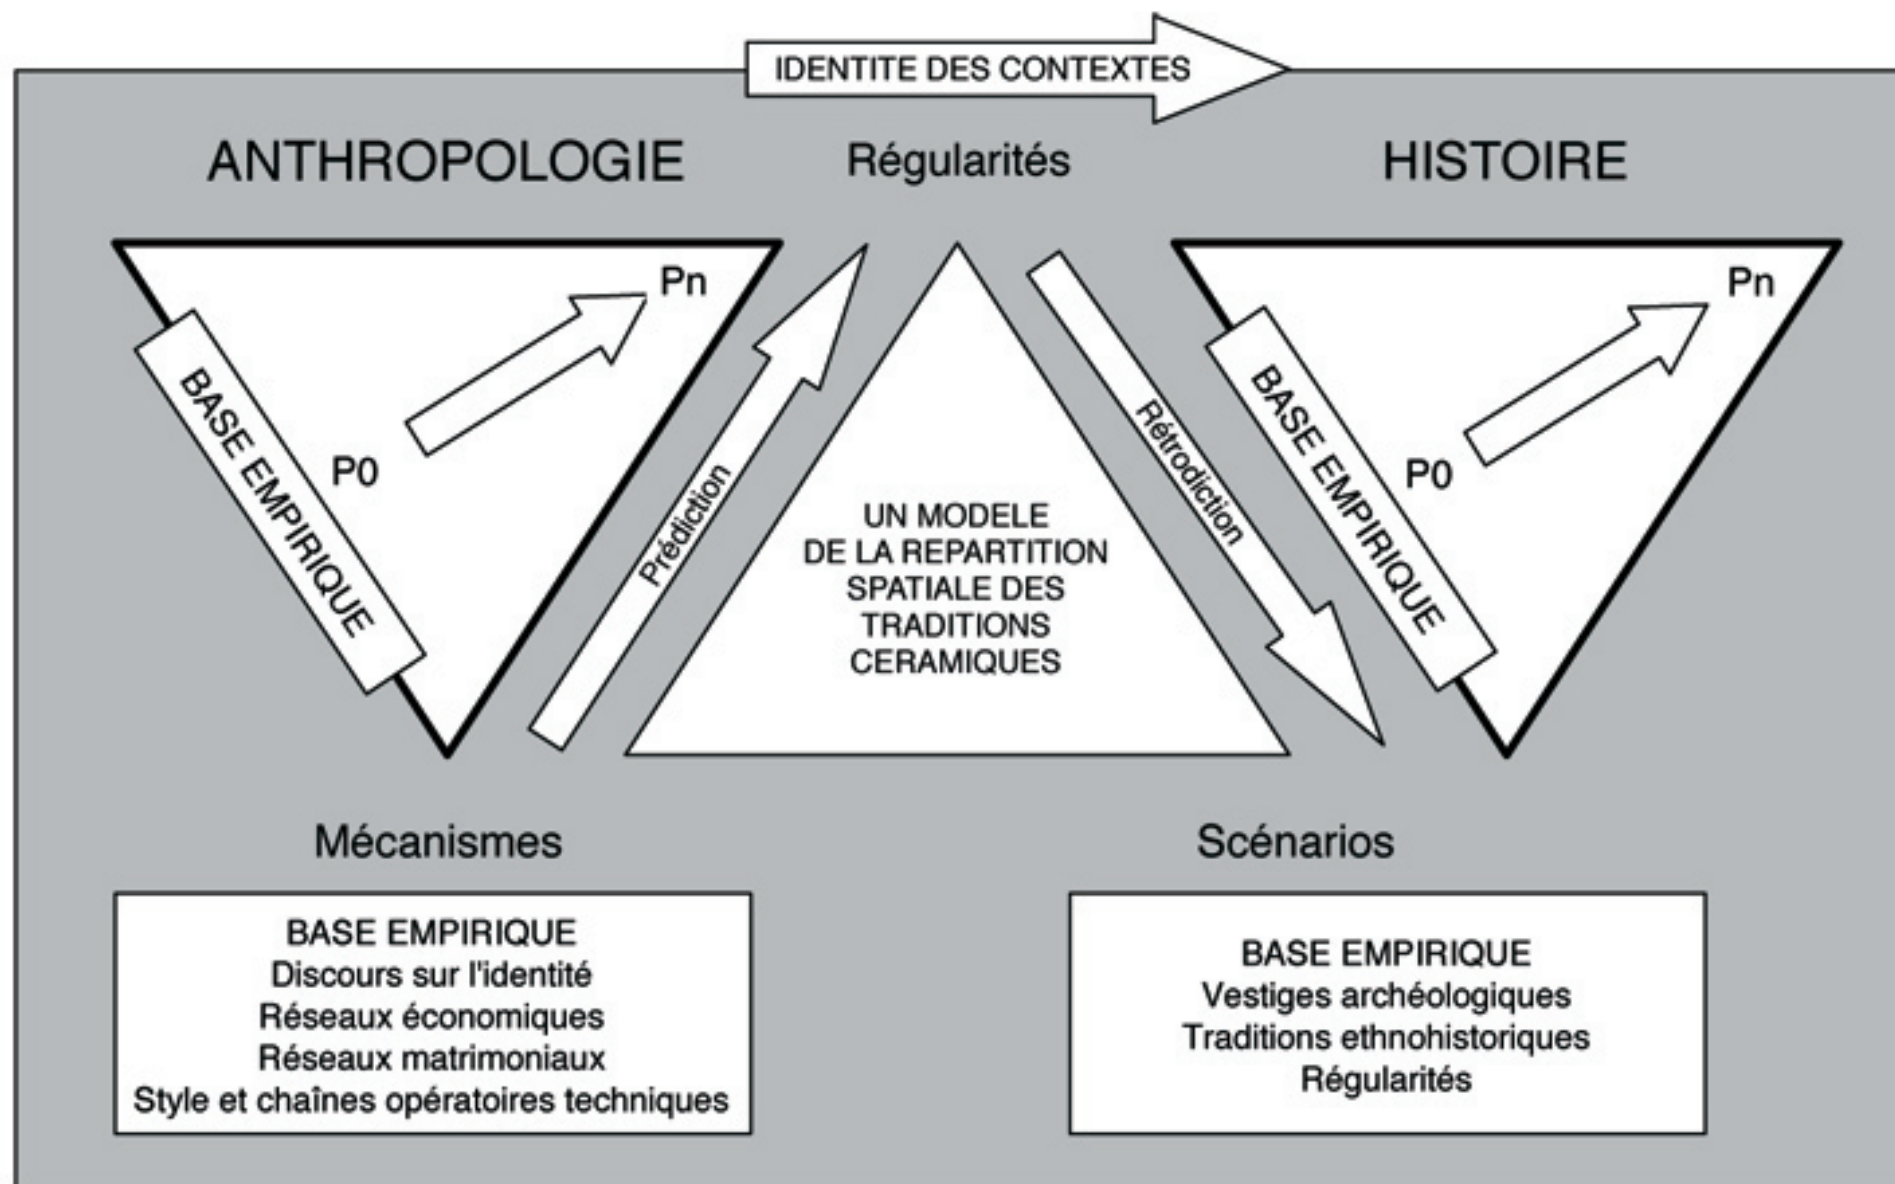 IDENTITE DES CONTEXTES
ANTHROPOLOGIE
Régularités
HISTOIRE
Pn
P0
BASE EMPIRIQUE
Prédiction
UN MODELE
DE LA REPARTITION
SPATIALE DES
TRADITIONS
CERAMIQUES
Rétrodiction
Pn
P0
BASE EMPIRIQUE
Mécanismes
Scénarios
BASE EMPIRIQUE
Discours sur l'identité
Réseaux économiques
Réseaux matrimoniaux
Style et chaînes opératoires techniques
BASE EMPIRIQUE
Vestiges archéologiques
Traditions ethnohistoriques
Régularités